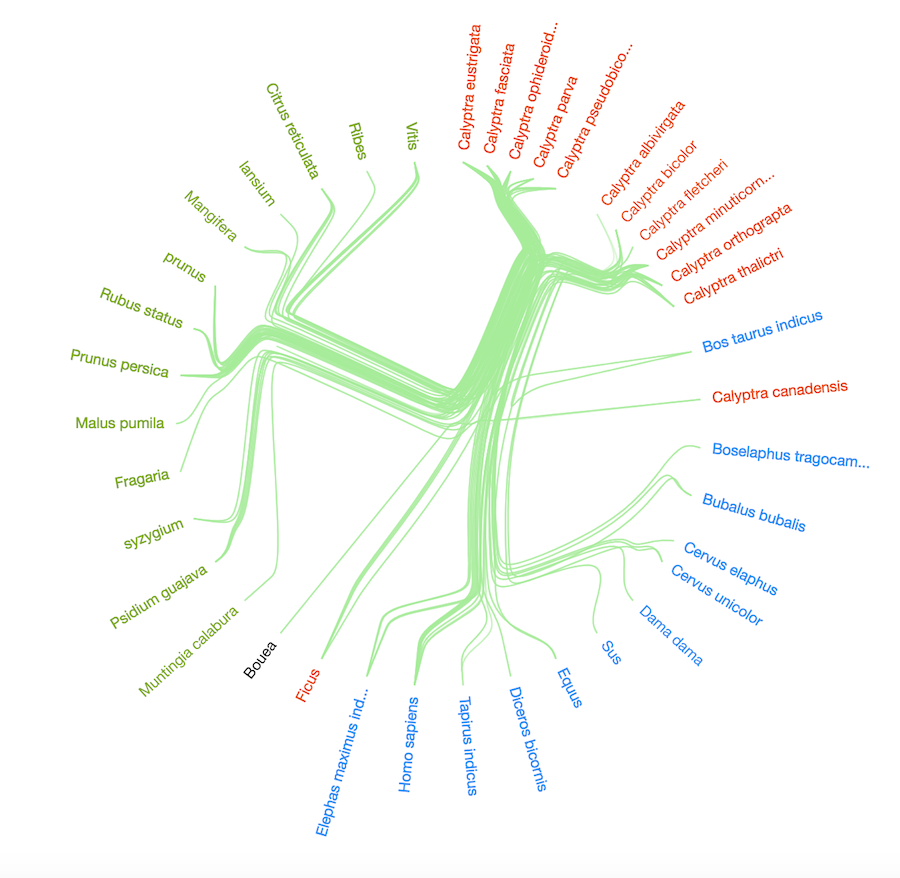 Calyptra eustrigata
Calyptra fasciata
Calyptra ophideroid...
Calyptra parva
Calyptra pseudobico...
Calyptra albivirgata
Calyptra bicolor
Calyptra fletcheri
Calyptra minuticorn...
Calyptra orthograpta
Calyptra thalictri
Bos taurus indicus
Calyptra canadensis
Boselaphus tragocam...
Bubalus bubalis
Cervus elaphus
Cervus unicolor
Dama dama
Sus
Equus
Diceros bicornis
Tapirus indicus
Homo sapiens
Elephas maximus ind...
Ficus
Bouea
Muntingia calabura
Psidium guajava
syzygium
Fragaria
Malus pumila
Prunus persica
Rubus status
prunus
Mangifera
lansium
Citrus reticulata
Ribes
Vitis